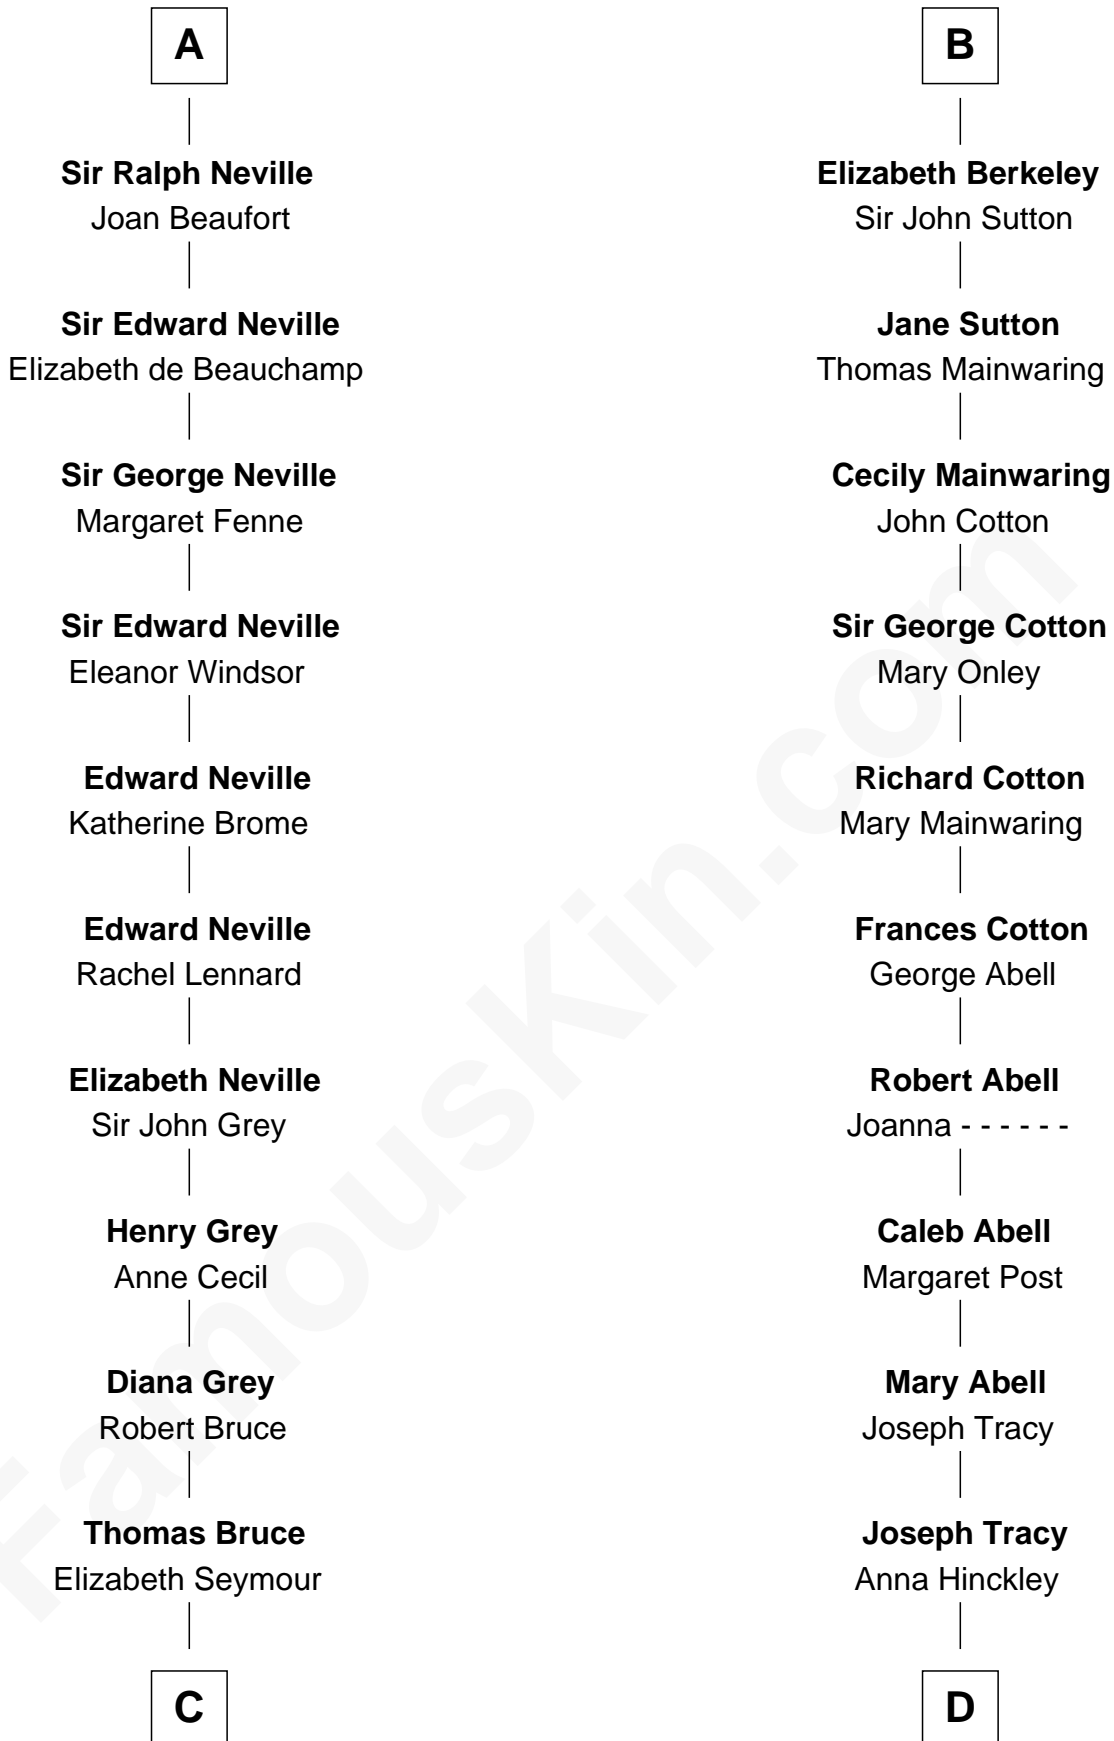 A
Sir Ralph Neville
Joan Beaufort
Sir Edward Neville
Elizabeth de Beauchamp
Sir George Neville
Margaret Fenne
Sir Edward Neville
Eleanor Windsor
Edward Neville
Katherine Brome
Edward Neville
Rachel Lennard
Elizabeth Neville
Sir John Grey
Henry Grey
Anne Cecil
Diana Grey
Robert Bruce
Thomas Bruce
Elizabeth Seymour
C
B
Elizabeth Berkeley
Sir John Sutton
Jane Sutton
Thomas Mainwaring
Cecily Mainwaring
John Cotton
Sir George Cotton
Mary Onley
Richard Cotton
Mary Mainwaring
Frances Cotton
George Abell
Robert Abell
Joanna - - - - - -
Caleb Abell
Margaret Post
Mary Abell
Joseph Tracy
Joseph Tracy
Anna Hinckley
D
FamousKin.com